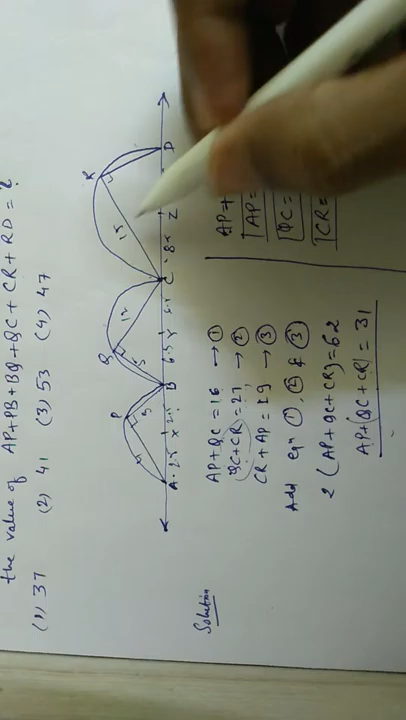 the value of AP+PB+BQ+QC+CR+RD = ?
(1) 37 (2) 41 (3) 53 (4) 47
P Q R
4 3 5 12 15
A 2.5 X 2.5 B 6.5 Y C 8.5 Z D
Solution
AP+QC = 16 → ①
QC+CR = 27 → ②
CR+AP = 19 → ③
Add eqn ①, ② & ③
2(AP+QC+CR) = 62
AP+(QC+CR) = 31
AP+
AP=
QC=
CR=